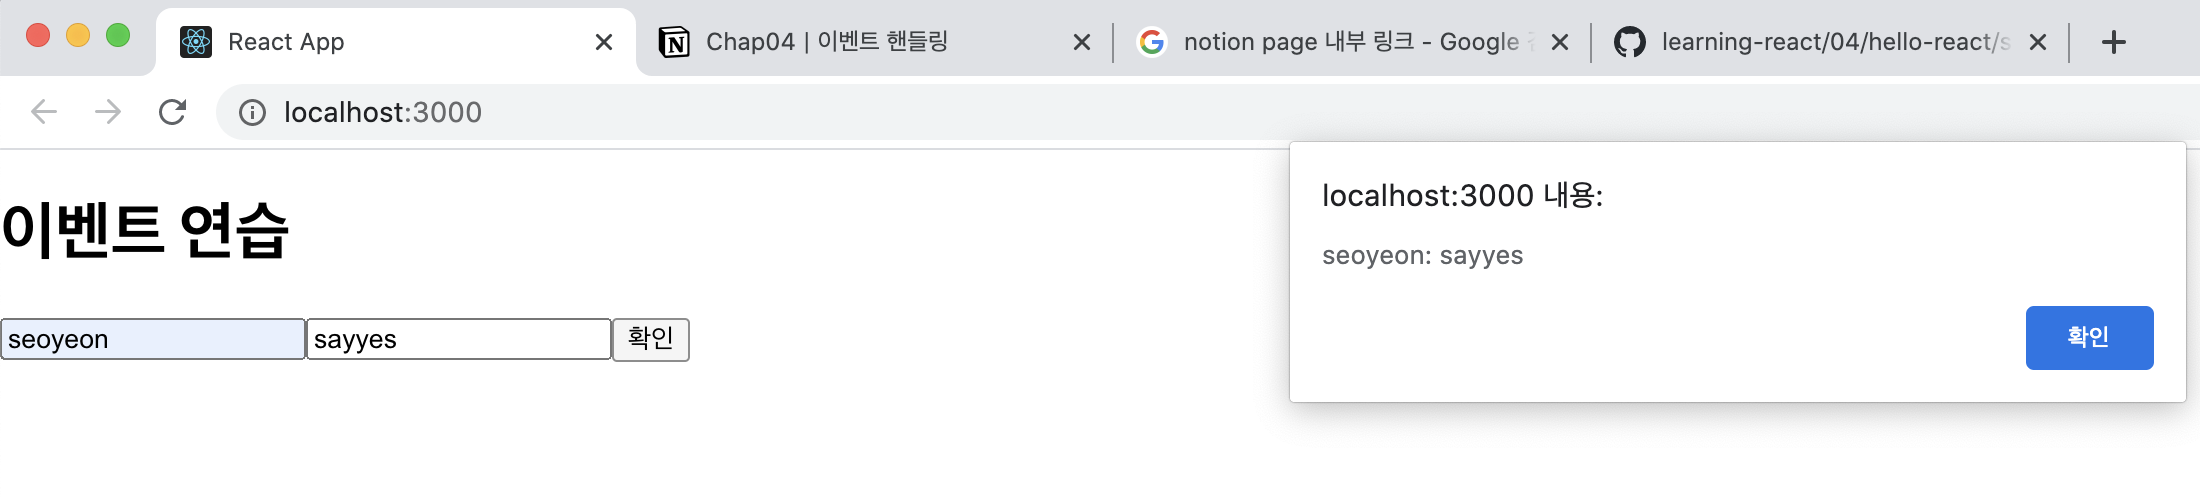 React App
Chap04 | 이벤트 핸들링
notion page 내부 링크 - Google
learning-react/04/hello-react/s
localhost:3000
localhost:3000 내용:
seoyeon: sayyes
확인
이벤트 연습
seoyeon
sayyes
확인